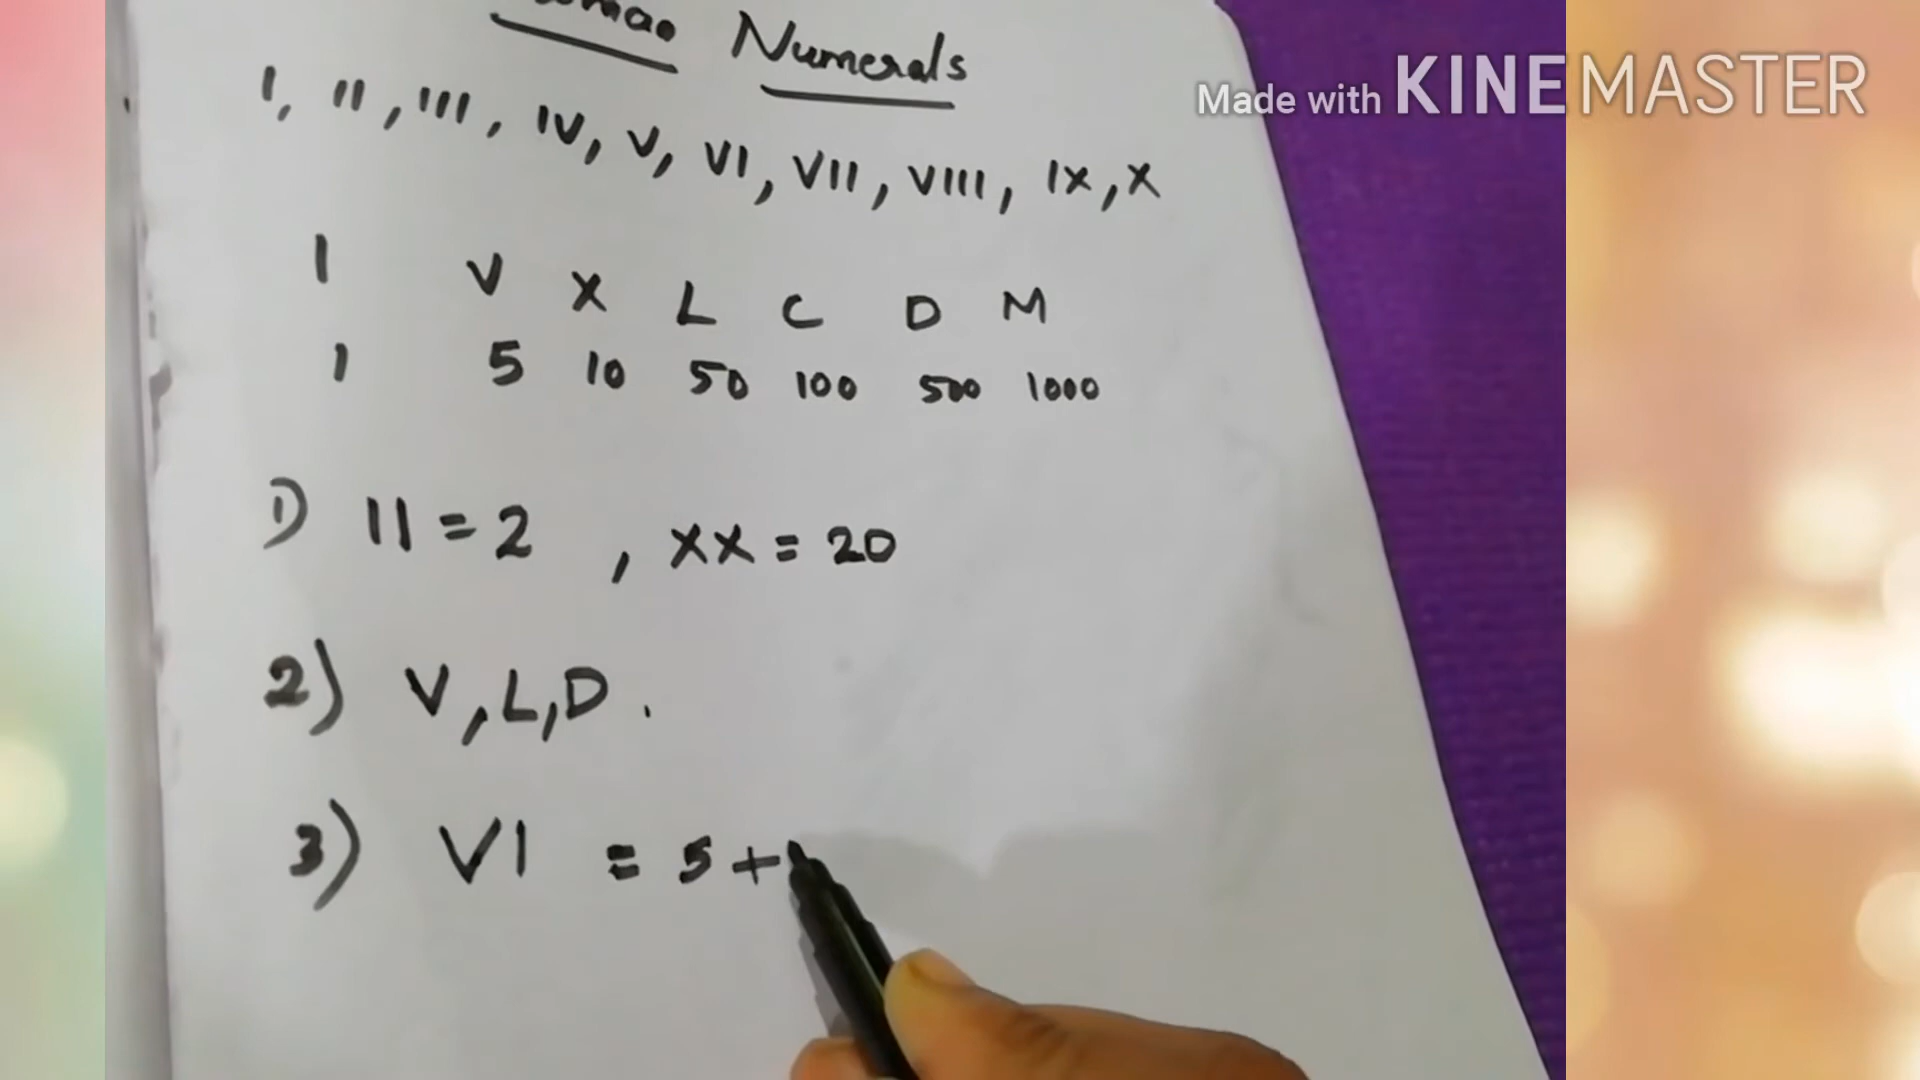 Numerals
Made with KINEMASTER
I, II, III, IV, V, VI, VII, VIII, IX, X
I V X L C D M
1 5 10 50 100 500 1000
1) II = 2 , XX = 20
2) V, L, D.
3) VI = 5 +